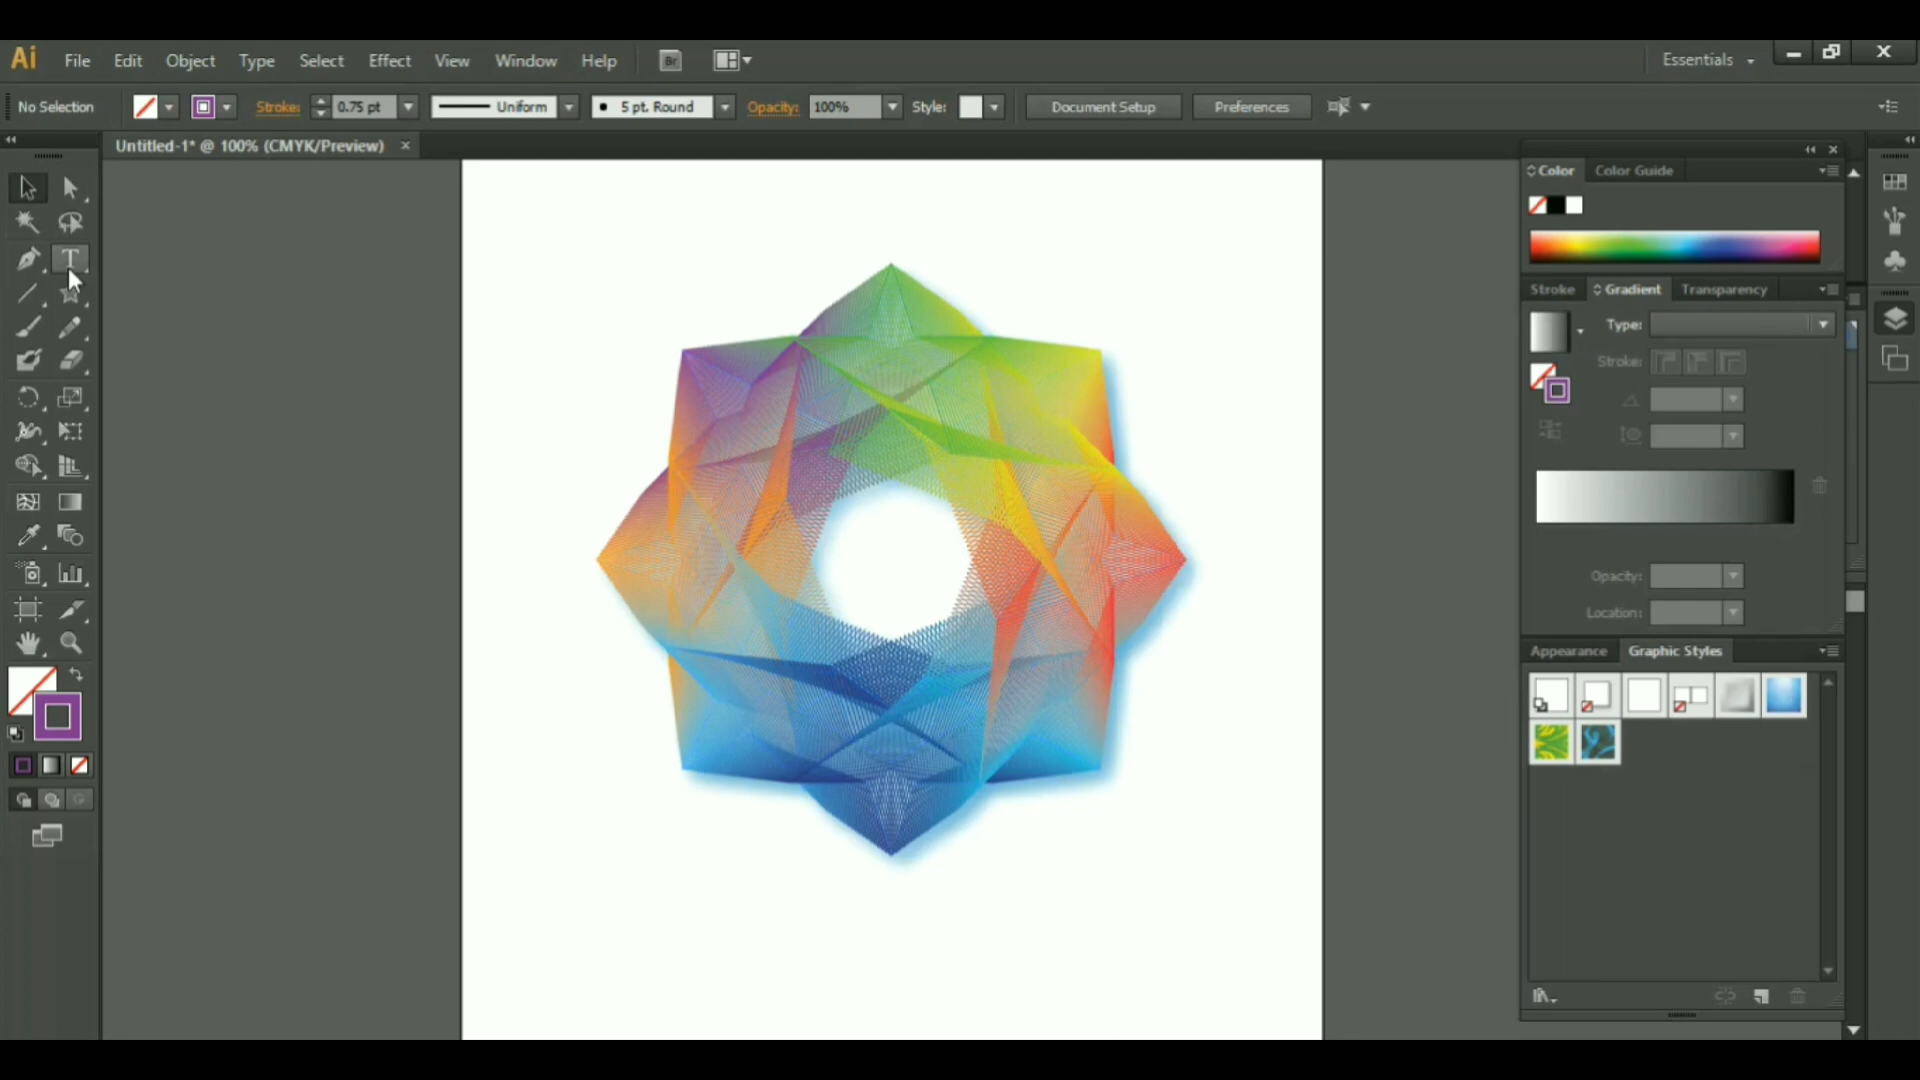 Ai File Edit Object Type Select Effect View Window Help Br Essentials
No Selection Stroke: 0.75 pt Uniform 5 pt. Round Opacity: 100% Style: Document Setup Preferences
Untitled-1* @ 100% (CMYK/Preview) ×
Color Color Guide
Stroke Gradient Transparency
Type:
Stroke:
Opacity:
Location:
Appearance Graphic Styles